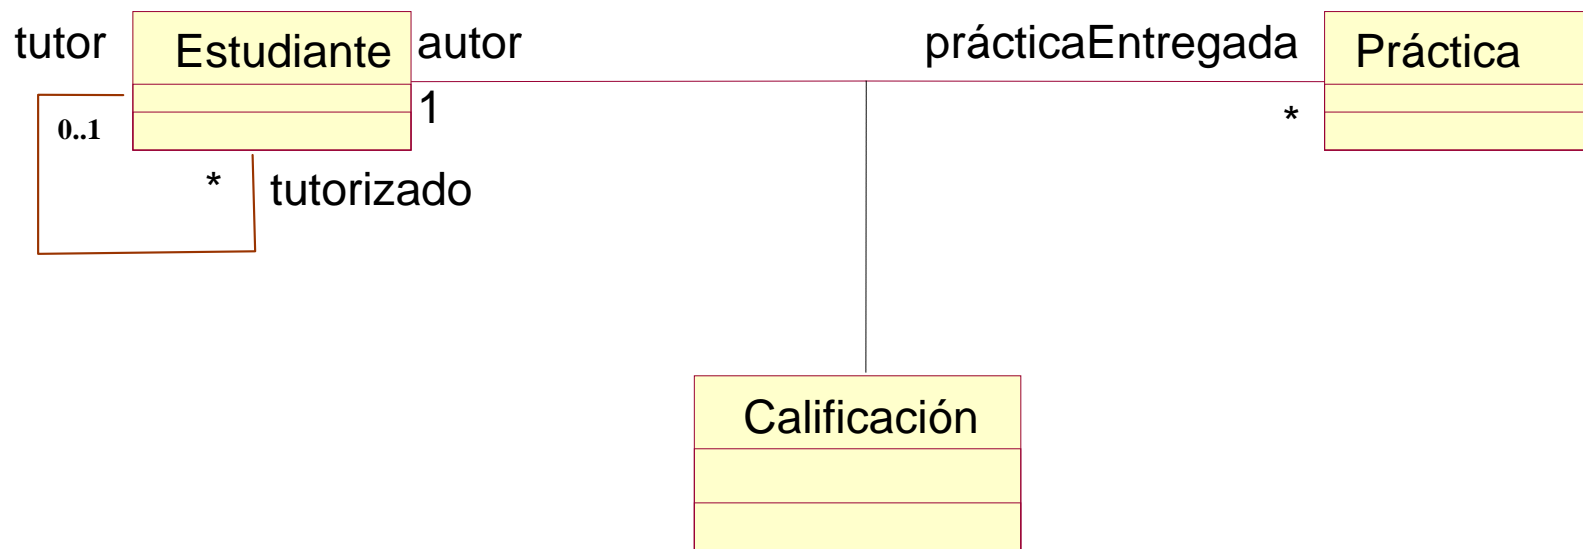 tutor
Estudiante
autor
prácticaEntregada
Práctica
0..1
1
*
*
tutorizado
Calificación